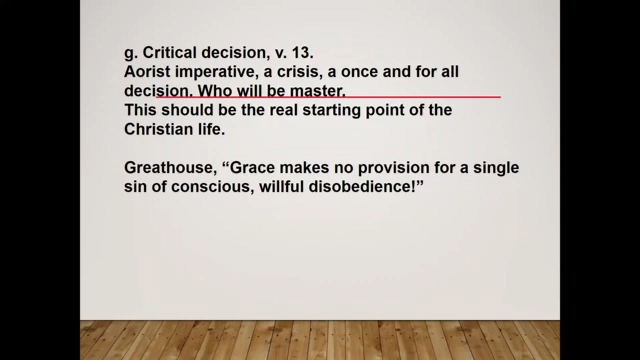 g. Critical decision, v. 13.
Aorist imperative, a crisis, a once and for all
decision. Who will be master.
This should be the real starting point of the
Christian life.
Greathouse, “Grace makes no provision for a single
sin of conscious, willful disobedience!”